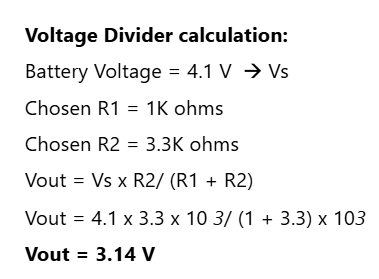 Voltage Divider calculation:
Battery Voltage = 4.1 V → Vs
Chosen R1 = 1K ohms
Chosen R2 = 3.3K ohms
Vout = Vs x R2/ (R1 + R2)
Vout = 4.1 x 3.3 x 10 3/ (1 + 3.3) x 103
Vout = 3.14 V